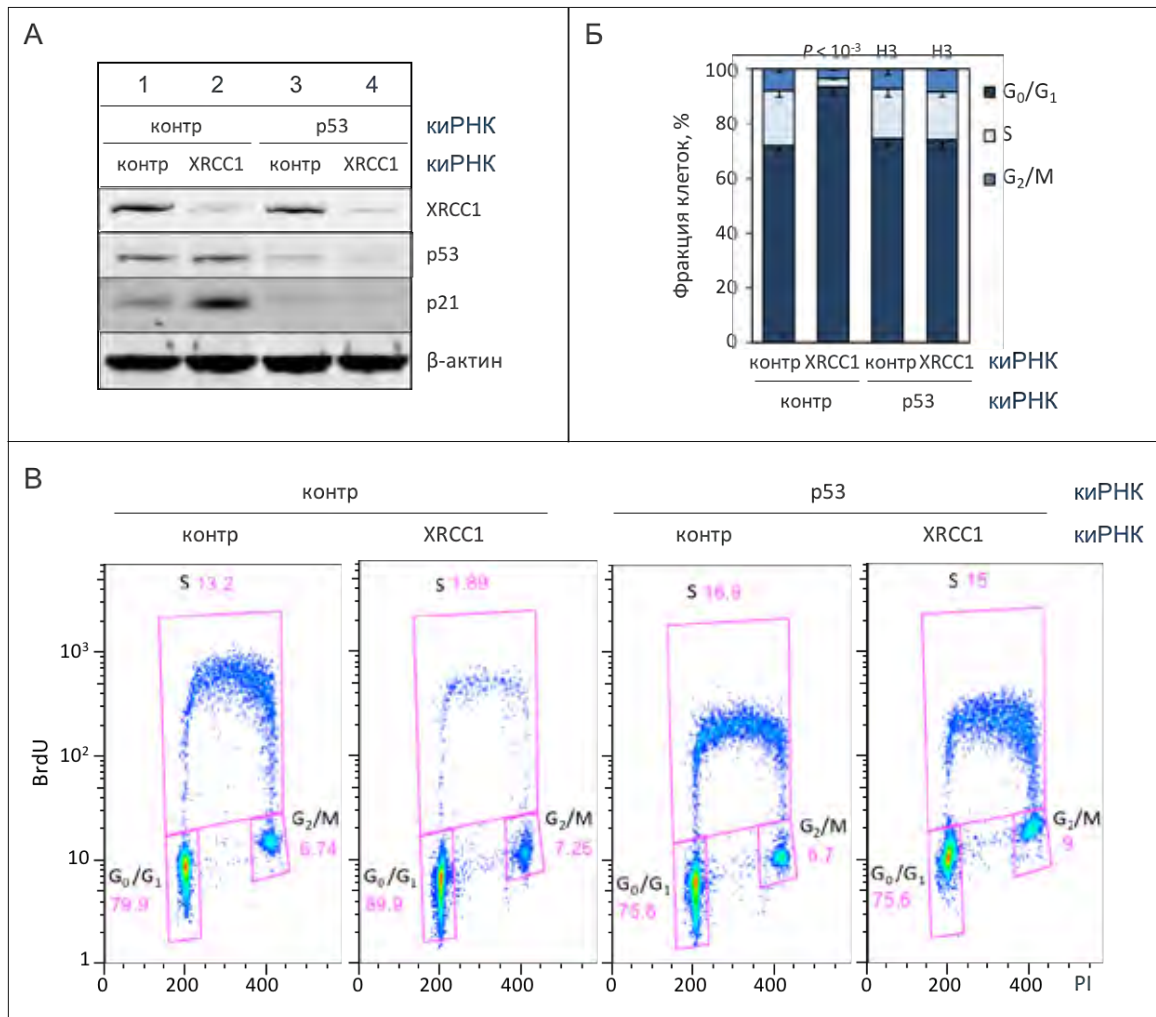 А
1 2 3 4
контр p53 киРНК
контр XRCC1 контр XRCC1 киРНК
XRCC1
p53
p21
β-актин
Б
P < 10⁻³ НЗ НЗ
Фракция клеток, %
100
80
60
40
20
0
G₀/G₁
S
G₂/M
контр XRCC1 контр XRCC1 киРНК
контр p53 киРНК
В
контр p53 киРНК
контр XRCC1 контр XRCC1 киРНК
S 13.2 S 1.89 S 16.9 S 15
BrdU
10³
10²
10
1
G₂/M G₂/M G₂/M G₂/M
6.74 7.25 6.7 9
G₀/G₁ G₀/G₁ G₀/G₁ G₀/G₁
79.9 89.9 75.6 75.6
0 200 400 0 200 400 0 200 400 0 200 400 PI